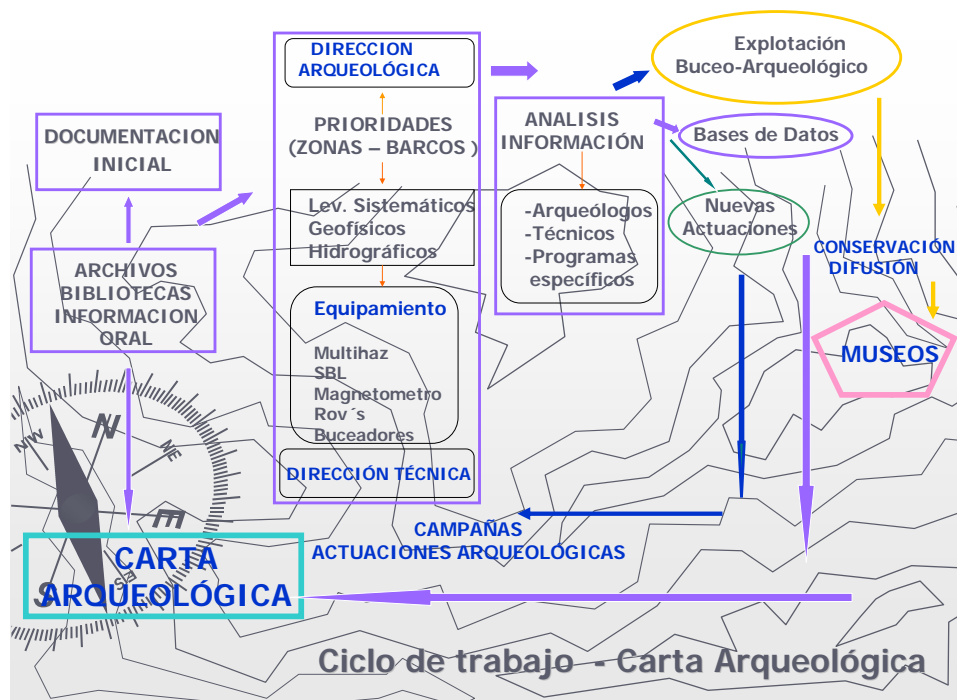 DOCUMENTACION
INICIAL
ARCHIVOS
BIBLIOTECAS
INFORMACION
ORAL
DIRECCION
ARQUEOLÓGICA
PRIORIDADES
(ZONAS – BARCOS )
Lev. Sistemáticos
Geofísicos
Hidrográficos
Equipamiento
Multihaz
SBL
Magnetometro
Rov´s
Buceadores
DIRECCIÓN TÉCNICA
ANALISIS
INFORMACIÓN
-Arqueólogos
-Técnicos
-Programas
específicos
Explotación
Buceo-Arqueológico
Bases de Datos
Nuevas
Actuaciones
CONSERVACIÓN
DIFUSIÓN
MUSEOS
NW
N
NE
E
ES
S
CAMPAÑAS
ACTUACIONES ARQUEOLÓGICAS
CARTA
ARQUEOLÓGICA
Ciclo de trabajo - Carta Arqueológica